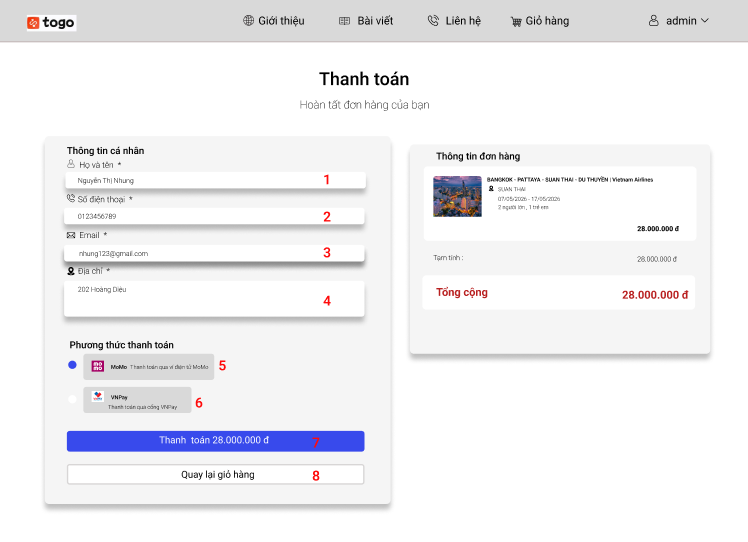 togo
Giới thiệu
Bài viết
Liên hệ
Giỏ hàng
admin
Thanh toán
Hoàn tất đơn hàng của bạn
Thông tin cá nhân
Họ và tên *
Nguyễn Thị Nhung 1
Số điện thoại *
0123456789 2
Email *
nhung123@gmail.com 3
Địa chỉ *
202 Hoàng Diệu
4
Phương thức thanh toán
MoMo Thanh toán qua ví điện tử MoMo 5
VNPay
Thanh toán qua cổng VNPay 6
Thanh toán 28.000.000 đ 7
Quay lại giỏ hàng 8
Thông tin đơn hàng
BANGKOK - PATTAYA - SUAN THAI - DU THUYỀN | Vietnam Airlines
SUAN THAI
07/05/2026 - 17/05/2026
2 người lớn , 1 trẻ em
28.000.000 đ
Tạm tính : 28.000.000 đ
Tổng cộng 28.000.000 đ